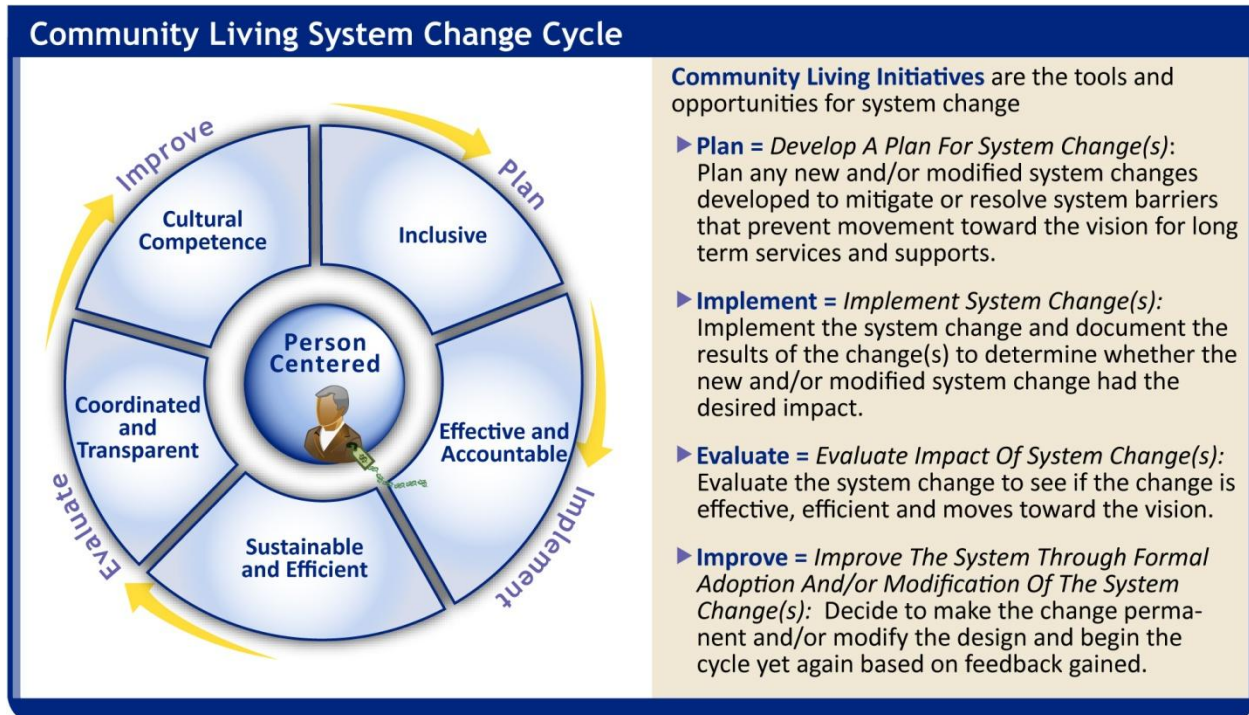 Community Living System Change Cycle
Improve
Plan
Cultural
Competence
Inclusive
Person
Centered
Coordinated
and
Transparent
Effective and
Accountable
Sustainable
and Efficient
Evaluate
Implement
Community Living Initiatives are the tools and
opportunities for system change
Plan = Develop A Plan For System Change(s):
Plan any new and/or modified system changes
developed to mitigate or resolve system barriers
that prevent movement toward the vision for long
term services and supports.
Implement = Implement System Change(s):
Implement the system change and document the
results of the change(s) to determine whether the
new and/or modified system change had the
desired impact.
Evaluate = Evaluate Impact Of System Change(s):
Evaluate the system change to see if the change is
effective, efficient and moves toward the vision.
Improve = Improve The System Through Formal
Adoption And/or Modification Of The System
Change(s): Decide to make the change perma-
nent and/or modify the design and begin the
cycle yet again based on feedback gained.